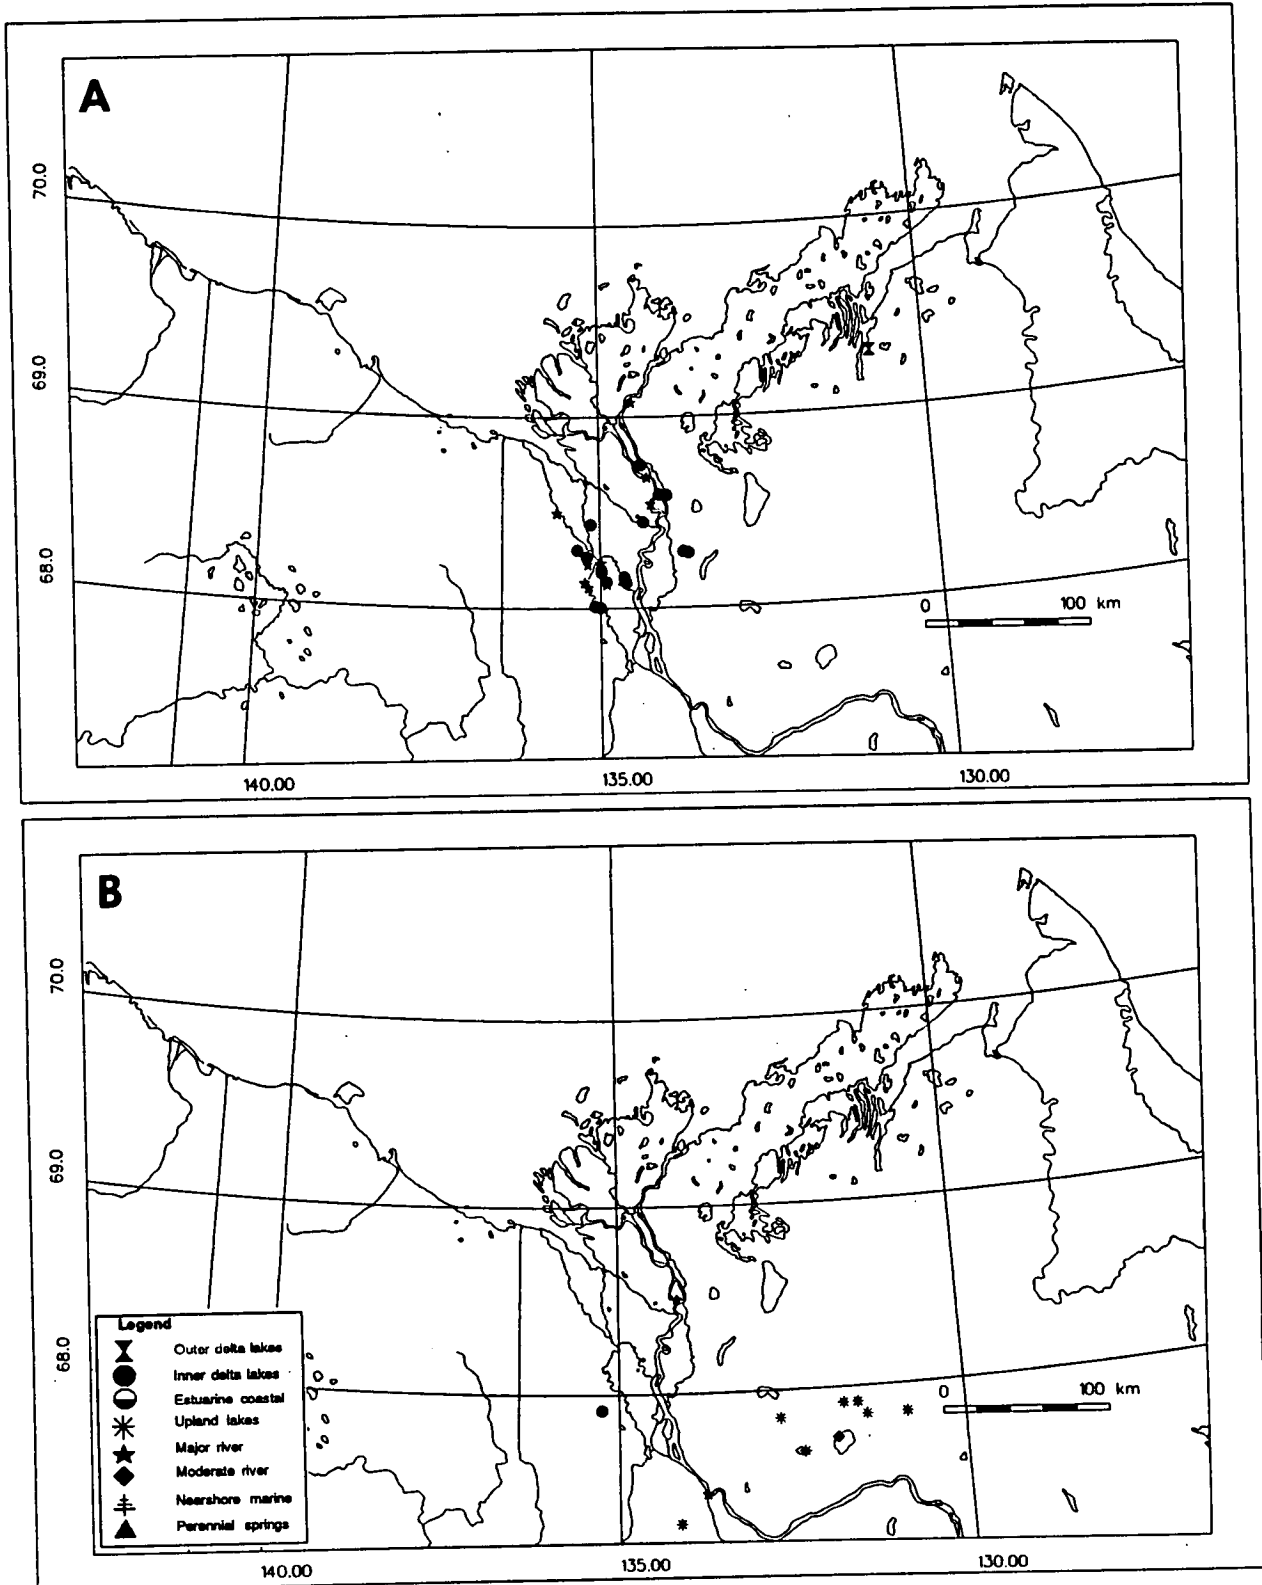 A
70.0
69.0
68.0
0 100 km
140.00 135.00 130.00
B
70.0
69.0
68.0
0 100 km
Legend
Outer delta lakes
Inner delta lakes
Estuarine coastal
Upland lakes
Major river
Moderate river
Nearshore marine
Perennial springs
140.00 135.00 130.00